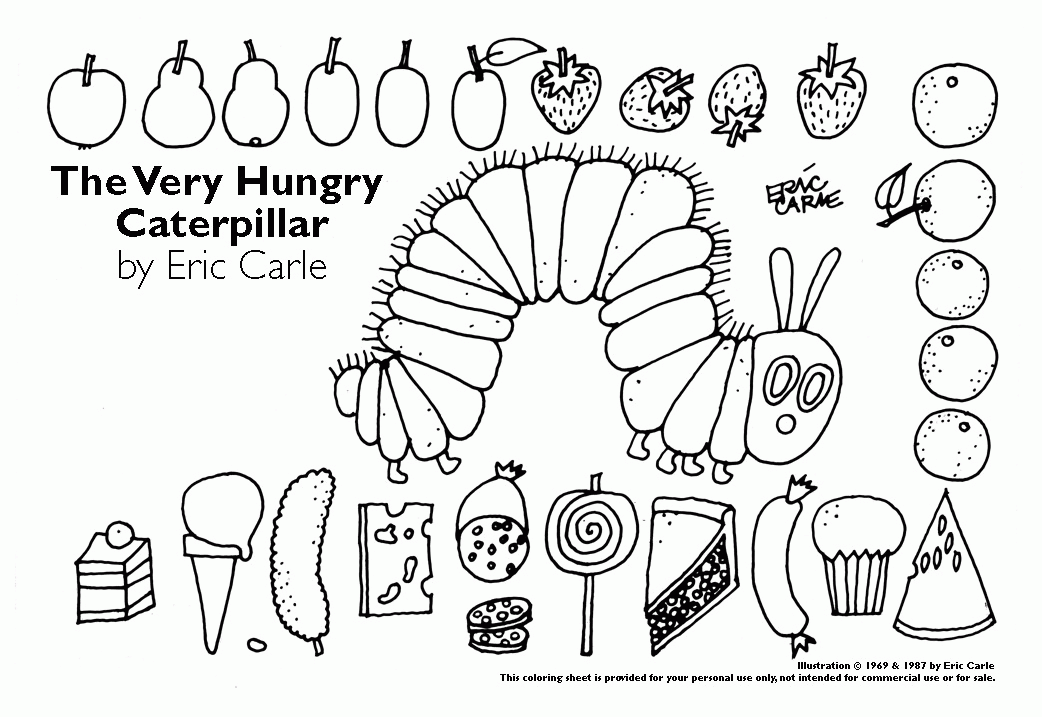 The Very Hungry
Caterpillar
by Eric Carle
ERIC
CARLE
Illustration © 1969 & 1987 by Eric Carle
This coloring sheet is provided for your personal use only, not intended for commercial use or for sale.